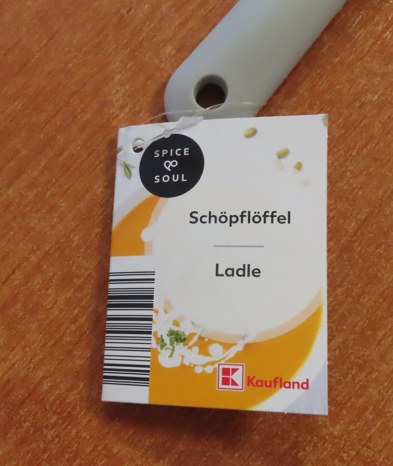 SPICE
SOUL
Schöpflöffel
Ladle
Kaufland